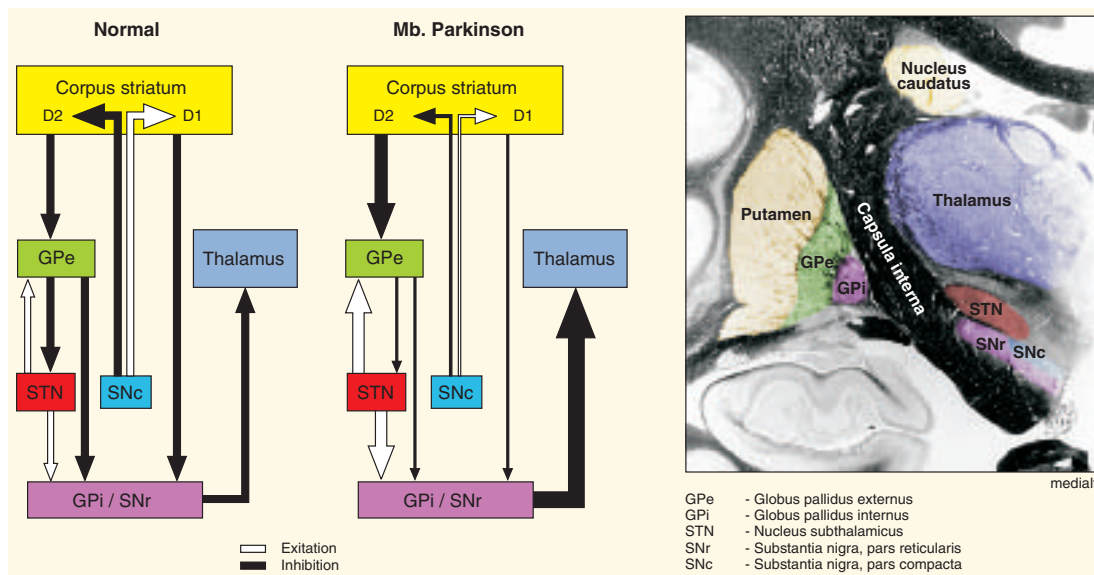 Normal
Corpus striatum
D2
D1
GPe
Thalamus
STN
SNc
GPi / SNr
Mb. Parkinson
Corpus striatum
D2
D1
GPe
Thalamus
STN
SNc
GPi / SNr
Exitation
Inhibition
Nucleus
caudatus
Thalamus
Putamen
Capsula interna
GPe
GPi
STN
SNr
SNc
GPe - Globus pallidus externus
GPi - Globus pallidus internus
STN - Nucleus subthalamicus
SNr - Substantia nigra, pars reticularis
SNc - Substantia nigra, pars compacta